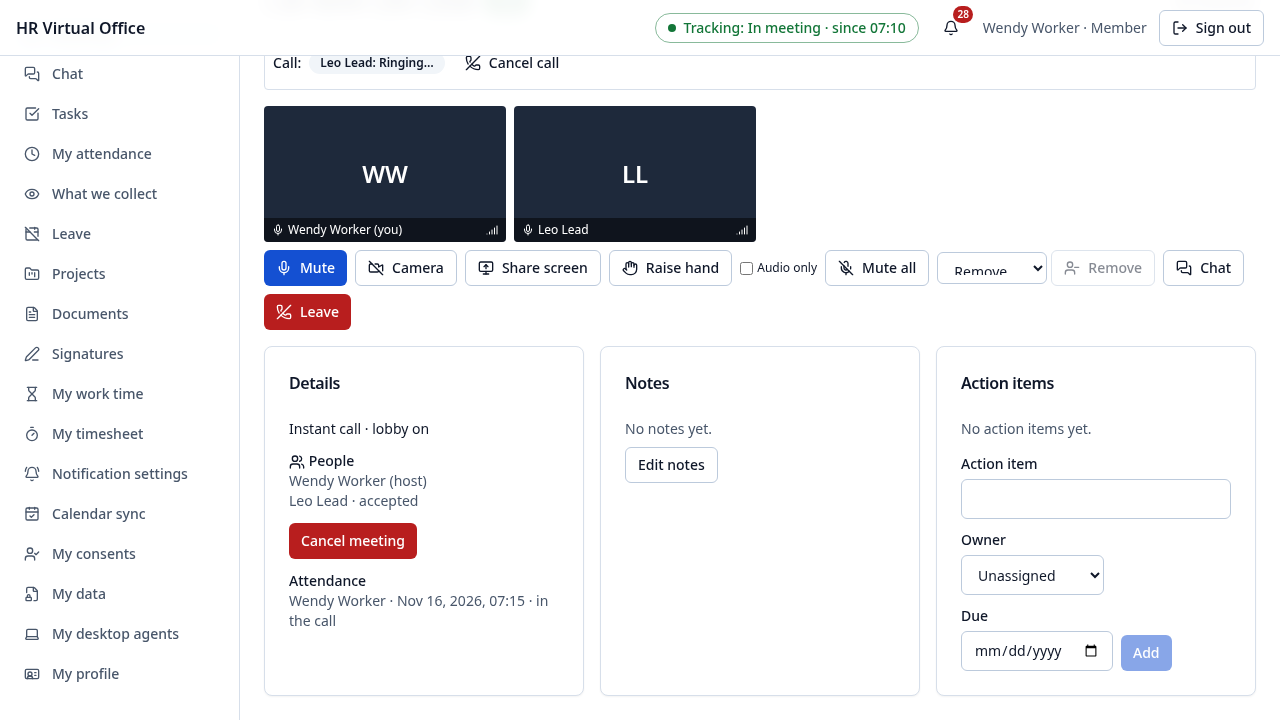 HR Virtual Office
Tracking: In meeting · since 07:10
28
Wendy Worker · Member
Sign out
Chat
Tasks
My attendance
What we collect
Leave
Projects
Documents
Signatures
My work time
My timesheet
Notification settings
Calendar sync
My consents
My data
My desktop agents
My profile
Call:
Leo Lead: Ringing...
Cancel call
WW
Wendy Worker (you)
LL
Leo Lead
Mute
Camera
Share screen
Raise hand
Audio only
Mute all
Remove
Remove
Chat
Leave
Details
Instant call · lobby on
People
Wendy Worker (host)
Leo Lead · accepted
Cancel meeting
Attendance
Wendy Worker · Nov 16, 2026, 07:15 · in
the call
Notes
No notes yet.
Edit notes
Action items
No action items yet.
Action item
Owner
Unassigned
Due
mm/dd/yyyy
Add